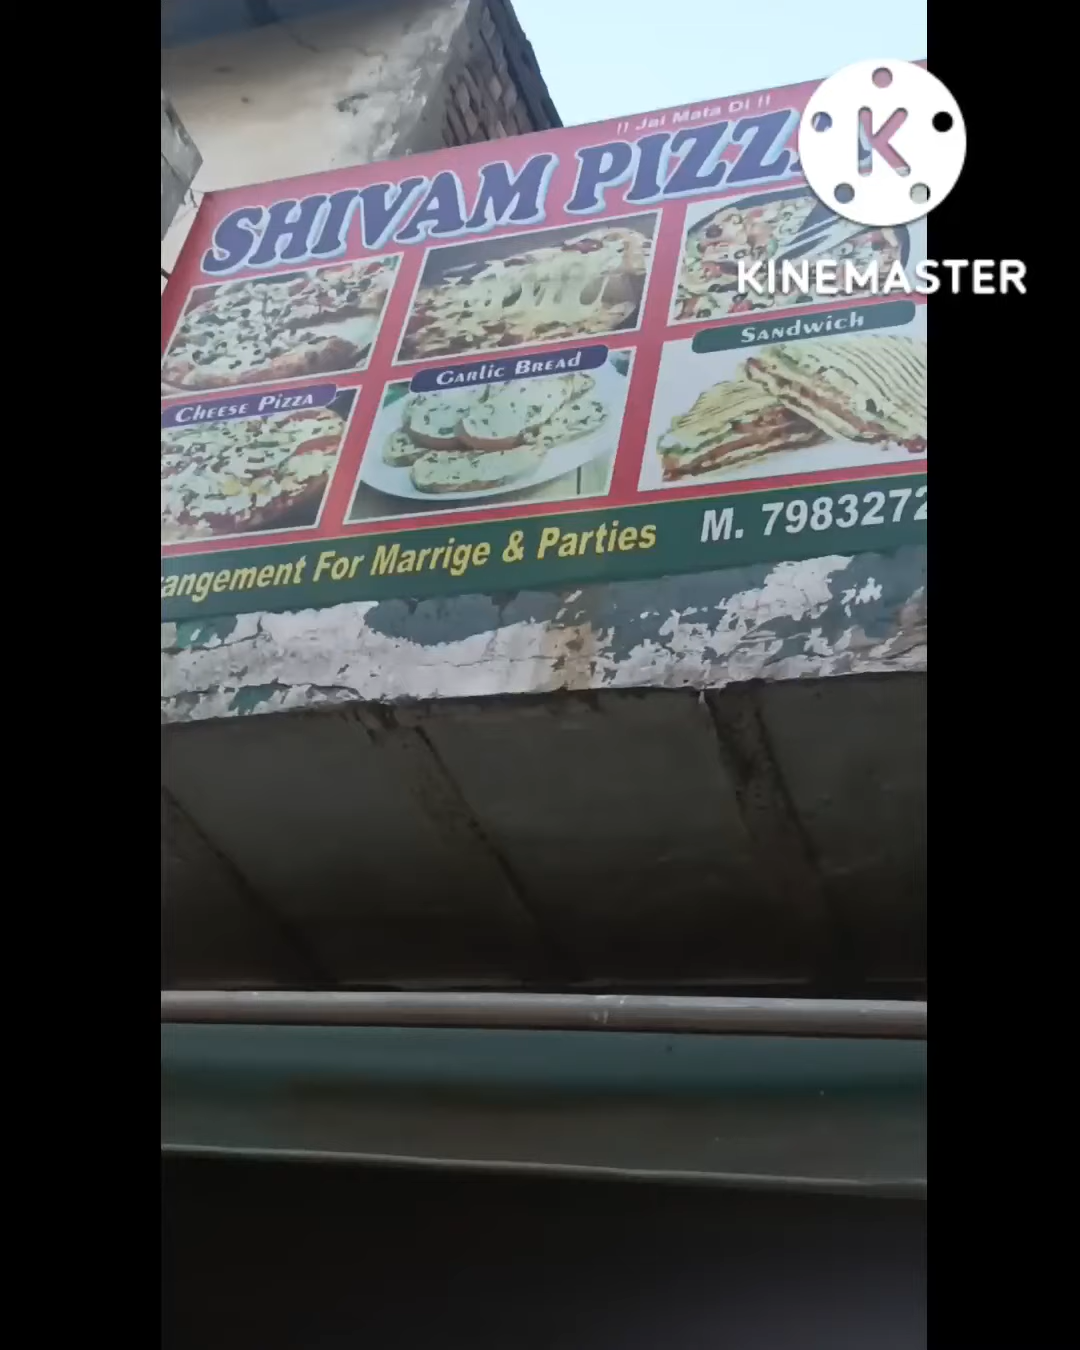 !! Jai Mata Di !!
SHIVAM PIZZ
K
KINEMASTER
SANDWICH
GARLIC BREAD
CHEESE PIZZA
angement For Marrige & Parties M. 7983272